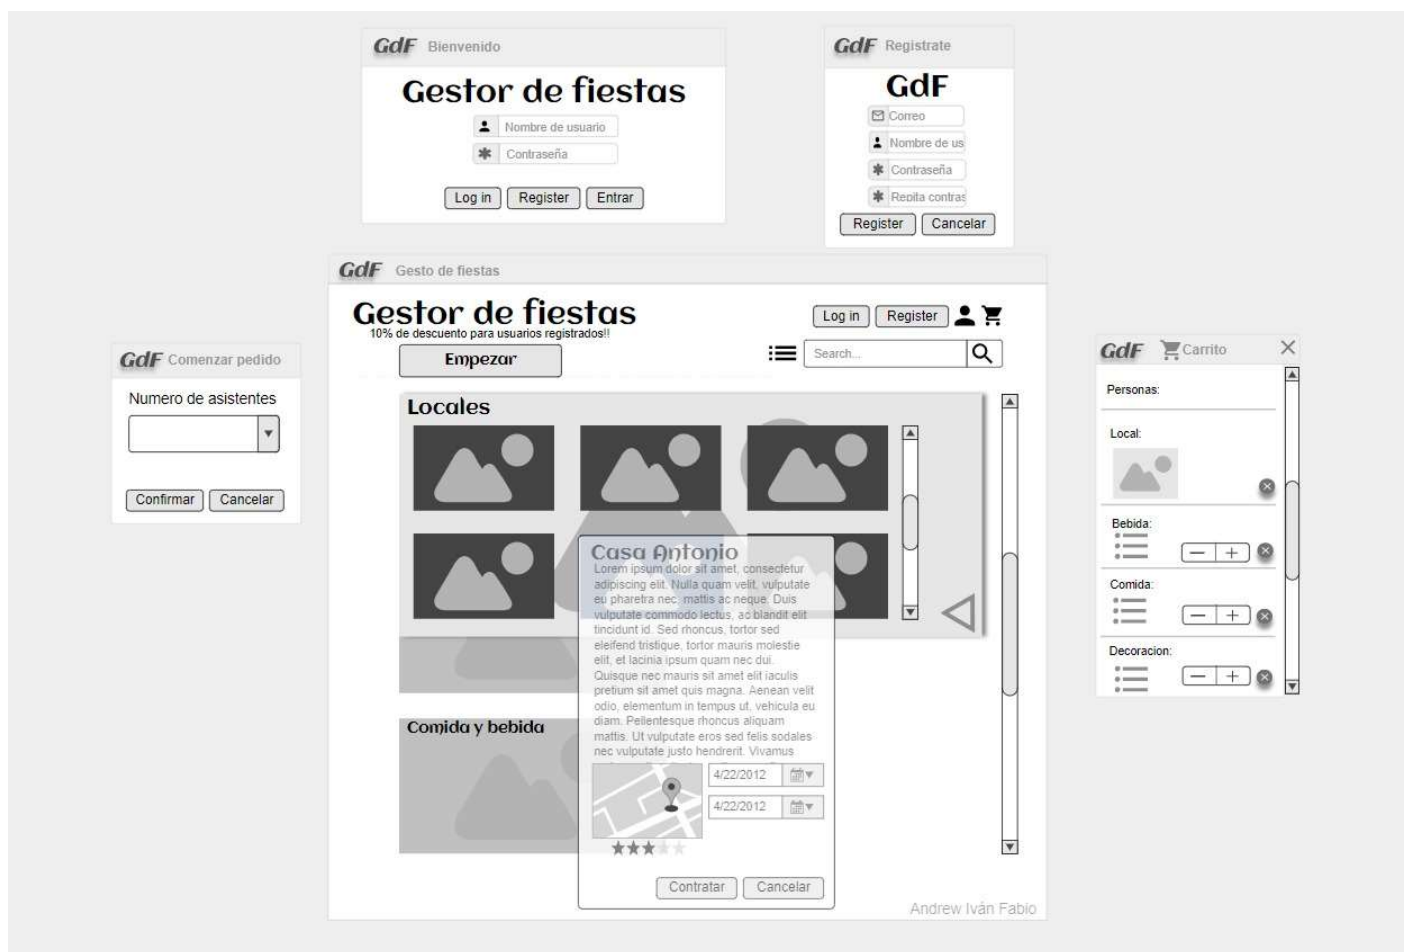 GdF Bienvenido
Gestor de fiestas
Nombre de usuario
Contraseña
Log in Register Entrar
GdF Registrate
GdF
Correo
Nombre de us
Contraseña
Repita contras
Register Cancelar
GdF Gesto de fiestas
Gestor de fiestas
10% de descuento para usuarios registrados!!
Empezar
Log in Register
Search...
Locales
Comida y bebida
Casa Antonio
Lorem ipsum dolor sit amet, consectetur
adipiscing elit. Nulla quam velit, vulputate
eu pharetra nec, mattis ac neque. Duis
vulputate commodo lectus, ac blandit elit
tincidunt id. Sed rhoncus, tortor sed
eleifend tristique, tortor mauris molestie
elit, et lacinia ipsum quam nec dui.
Quisque nec mauris sit amet elit iaculis
pretium sit amet quis magna. Aenean velit
odio, elementum in tempus ut, vehicula eu
diam. Pellentesque rhoncus aliquam
mattis. Ut vulputate eros sed felis sodales
nec vulputate justo hendrerit. Vivamus
4/22/2012
4/22/2012
Contratar Cancelar
Andrew Iván Fabio
GdF Comenzar pedido
Numero de asistentes
Confirmar Cancelar
GdF Carrito
Personas:
Local:
Bebida:
Comida:
Decoracion: